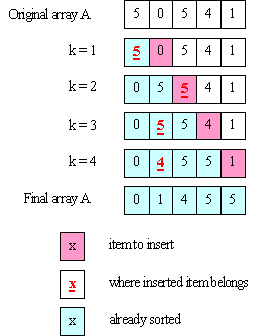 Original array A 5 0 5 4 1
k = 1 5 0 5 4 1
k = 2 0 5 5 4 1
k = 3 0 5 5 4 1
k = 4 0 4 5 5 1
Final array A 0 1 4 5 5
x item to insert
x where inserted item belongs
x already sorted